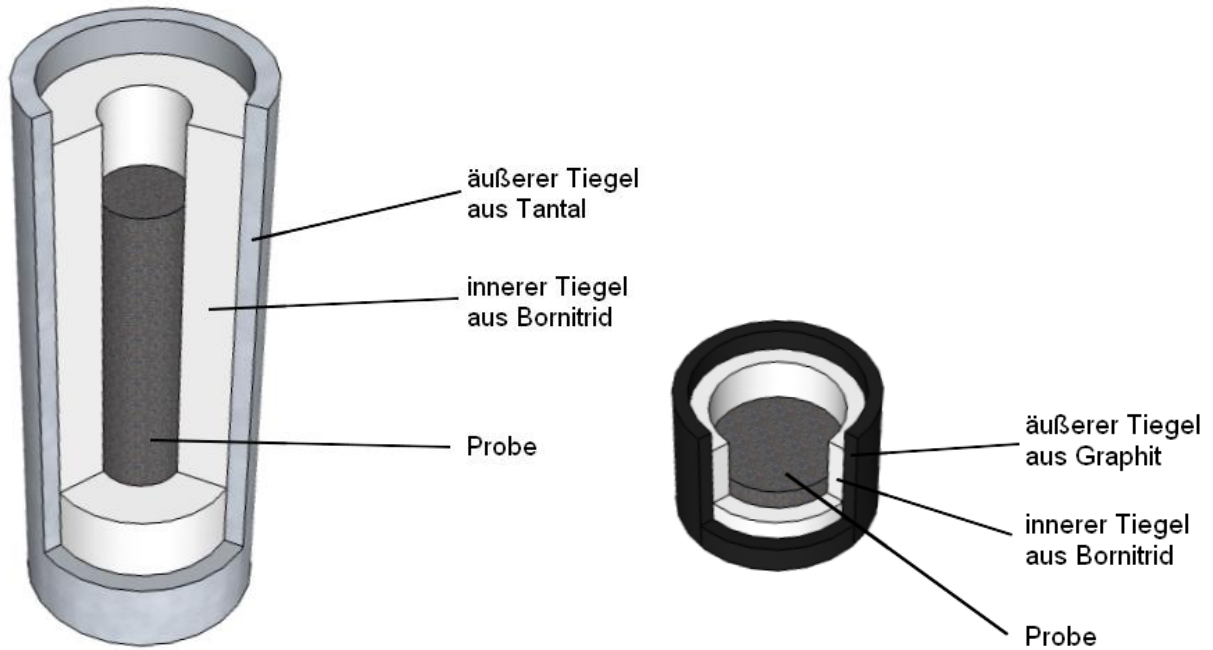 äußerer Tiegel
aus Tantal
innerer Tiegel
aus Bornitrid
Probe
äußerer Tiegel
aus Graphit
innerer Tiegel
aus Bornitrid
Probe